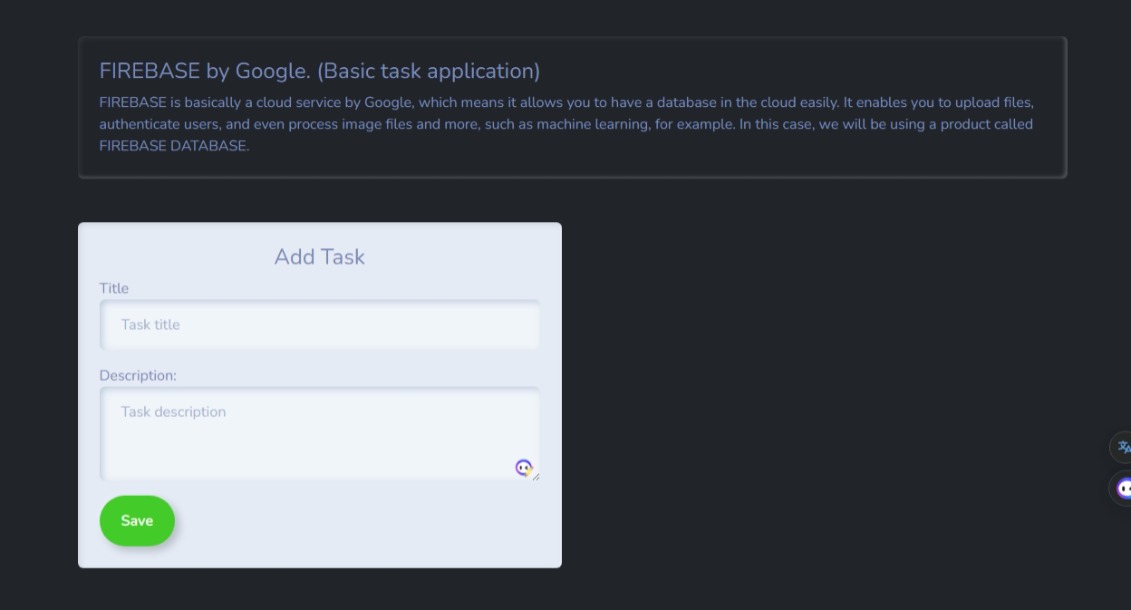 FIREBASE by Google. (Basic task application)
FIREBASE is basically a cloud service by Google, which means it allows you to have a database in the cloud easily. It enables you to upload files,
authenticate users, and even process image files and more, such as machine learning, for example. In this case, we will be using a product called
FIREBASE DATABASE.
Add Task
Title
Task title
Description:
Task description
Save